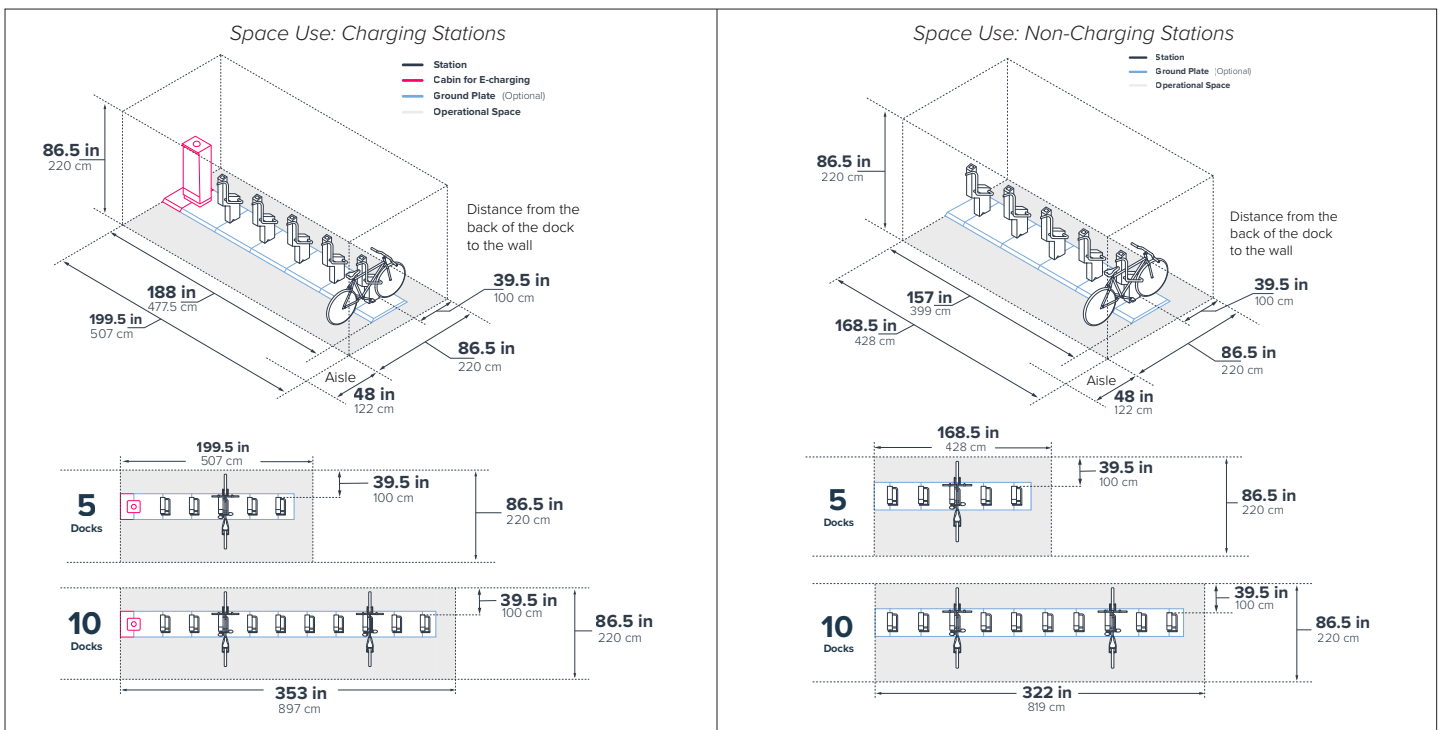 Space Use: Charging Stations
Station
Cabin for E-charging
Ground Plate (Optional)
Operational Space
86.5 in
220 cm
Distance from the
back of the dock
to the wall
39.5 in
100 cm
188 in
477.5 cm
199.5 in
507 cm
86.5 in
220 cm
Aisle
48 in
122 cm
199.5 in
507 cm
39.5 in
100 cm
5
Docks
86.5 in
220 cm
39.5 in
100 cm
10
Docks
86.5 in
220 cm
353 in
897 cm
Space Use: Non-Charging Stations
Station
Ground Plate (Optional)
Operational Space
86.5 in
220 cm
Distance from the
back of the dock
to the wall
39.5 in
100 cm
157 in
399 cm
168.5 in
428 cm
86.5 in
220 cm
Aisle
48 in
122 cm
168.5 in
428 cm
39.5 in
100 cm
5
Docks
86.5 in
220 cm
39.5 in
100 cm
10
Docks
86.5 in
220 cm
322 in
819 cm